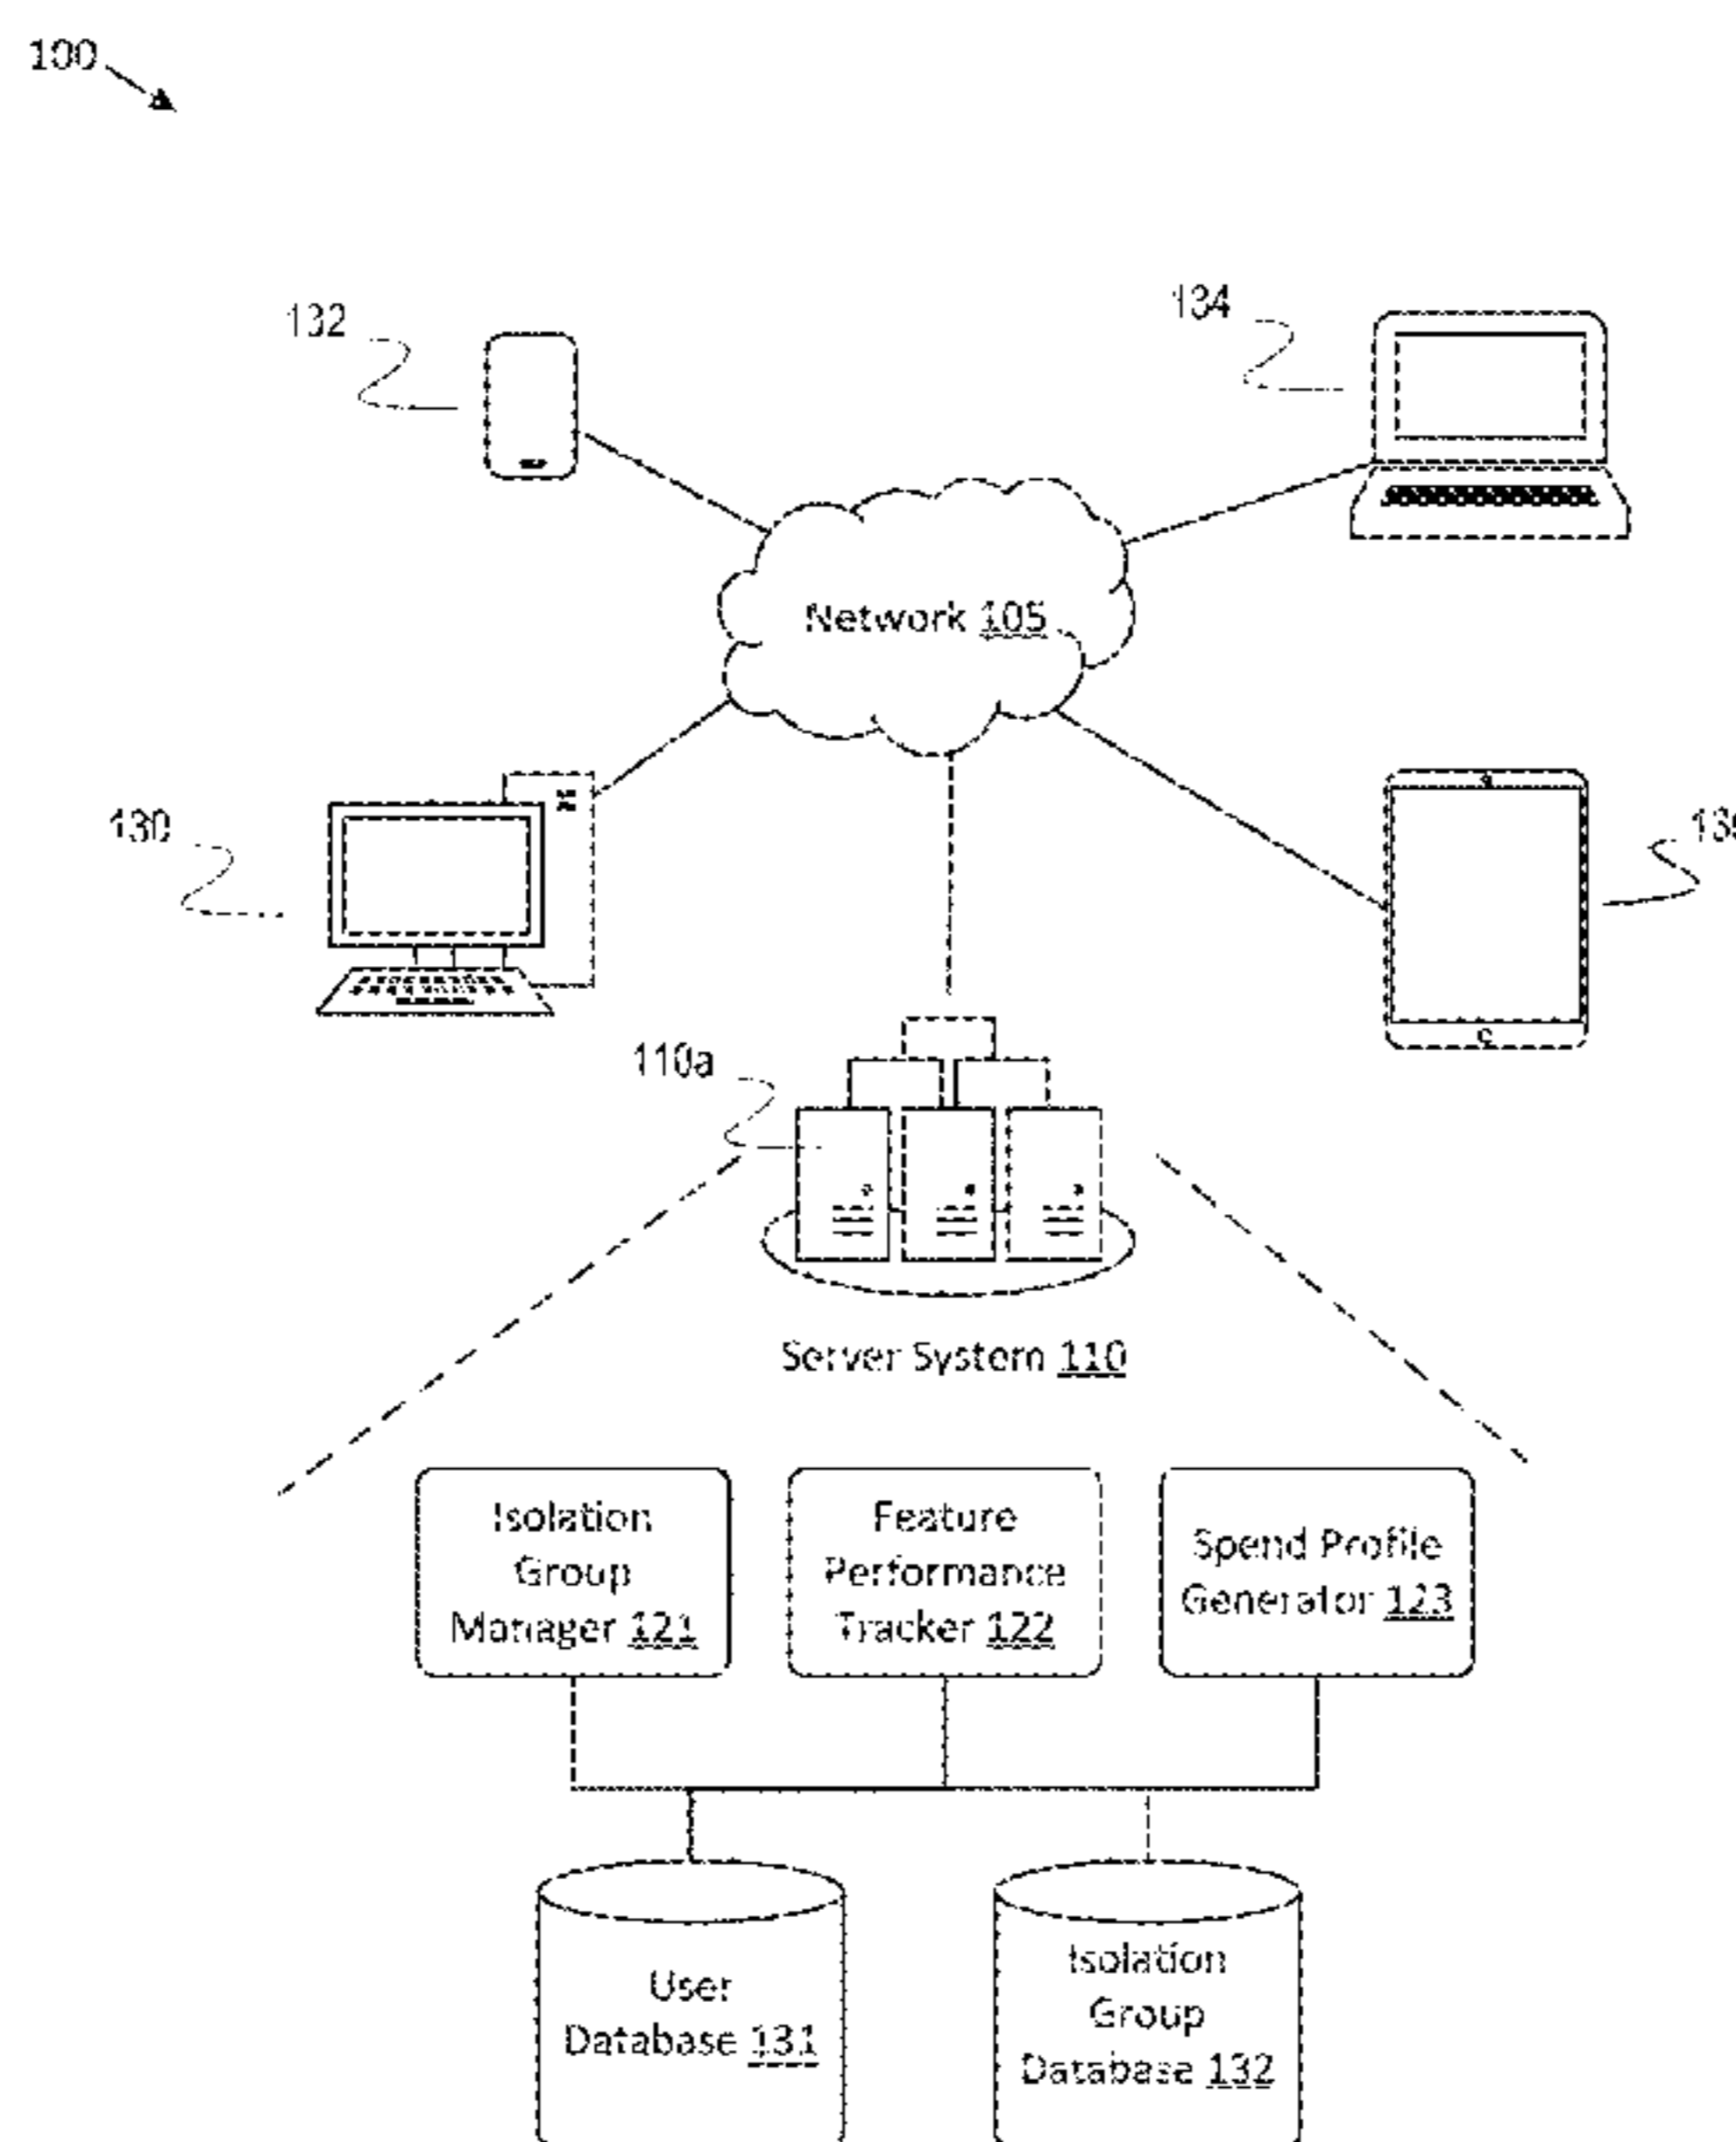 100
132
134
Network 105
130
110a
Server System 110
Isolation
Group
Manager 121
Feature
Performance
Tracker 122
Spend Profile
Generator 123
User
Database 131
Isolation
Group
Database 132